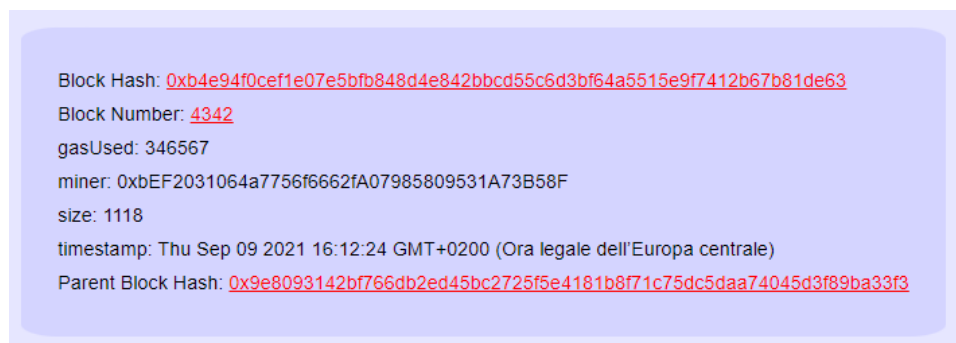 Block Hash: 0xb4e94f0cef1e07e5bfb848d4e842bbcd55c6d3bf64a5515e9f7412b67b81de63
Block Number: 4342
gasUsed: 346567
miner: 0xbEF2031064a7756f6662fA07985809531A73B58F
size: 1118
timestamp: Thu Sep 09 2021 16:12:24 GMT+0200 (Ora legale dell'Europa centrale)
Parent Block Hash: 0x9e8093142bf766db2ed45bc2725f5e4181b8f71c75dc5daa74045d3f89ba33f3